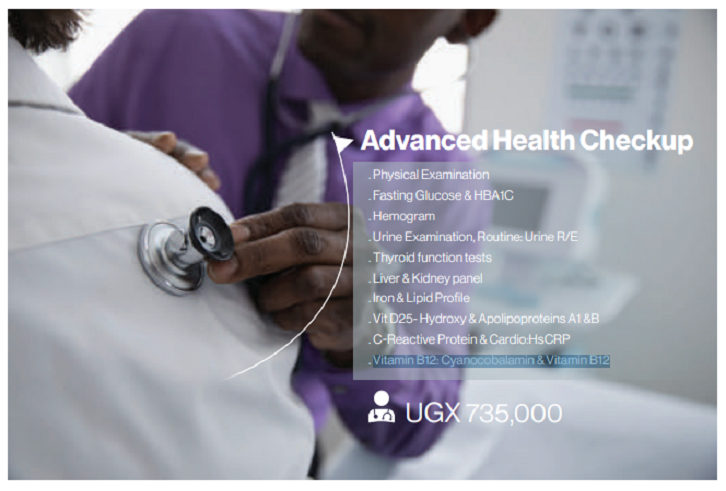 Advanced Health Checkup
. Physical Examination
. Fasting Glucose & HBA1C
. Hemogram
. Urine Examination, Routine: Urine R/E
. Thyroid function tests
. Liver & Kidney panel
. Iron & Lipid Profile
. Vit D25- Hydroxy & Apolipoproteins A1 &B
. C-Reactive Protein & Cardio:Hs CRP
. Vitamin B12: Cyanocobalamin & Vitamin B12
UGX 735,000